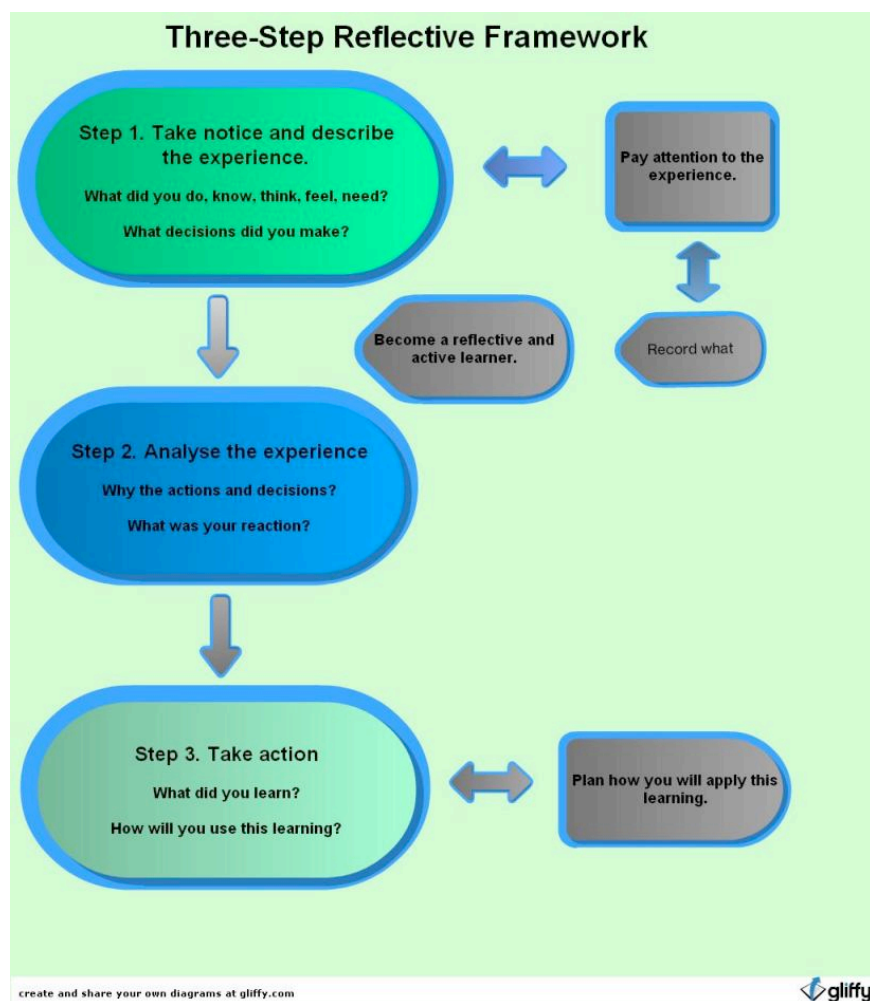 Three-Step Reflective Framework
Step 1. Take notice and describe
the experience.
What did you do, know, think, feel, need?
What decisions did you make?
Pay attention to the
experience.
Become a reflective and
active learner.
Record what
Step 2. Analyse the experience
Why the actions and decisions?
What was your reaction?
Step 3. Take action
What did you learn?
How will you use this learning?
Plan how you will apply this
learning.
create and share your own diagrams at gliffy.com
gliffy